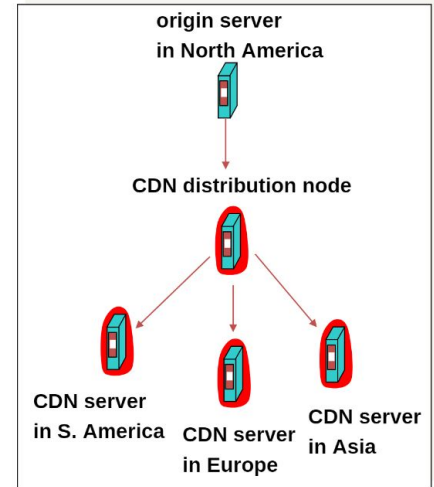 origin server
in North America
CDN distribution node
CDN server
in S. America
CDN server
in Europe
CDN server
in Asia